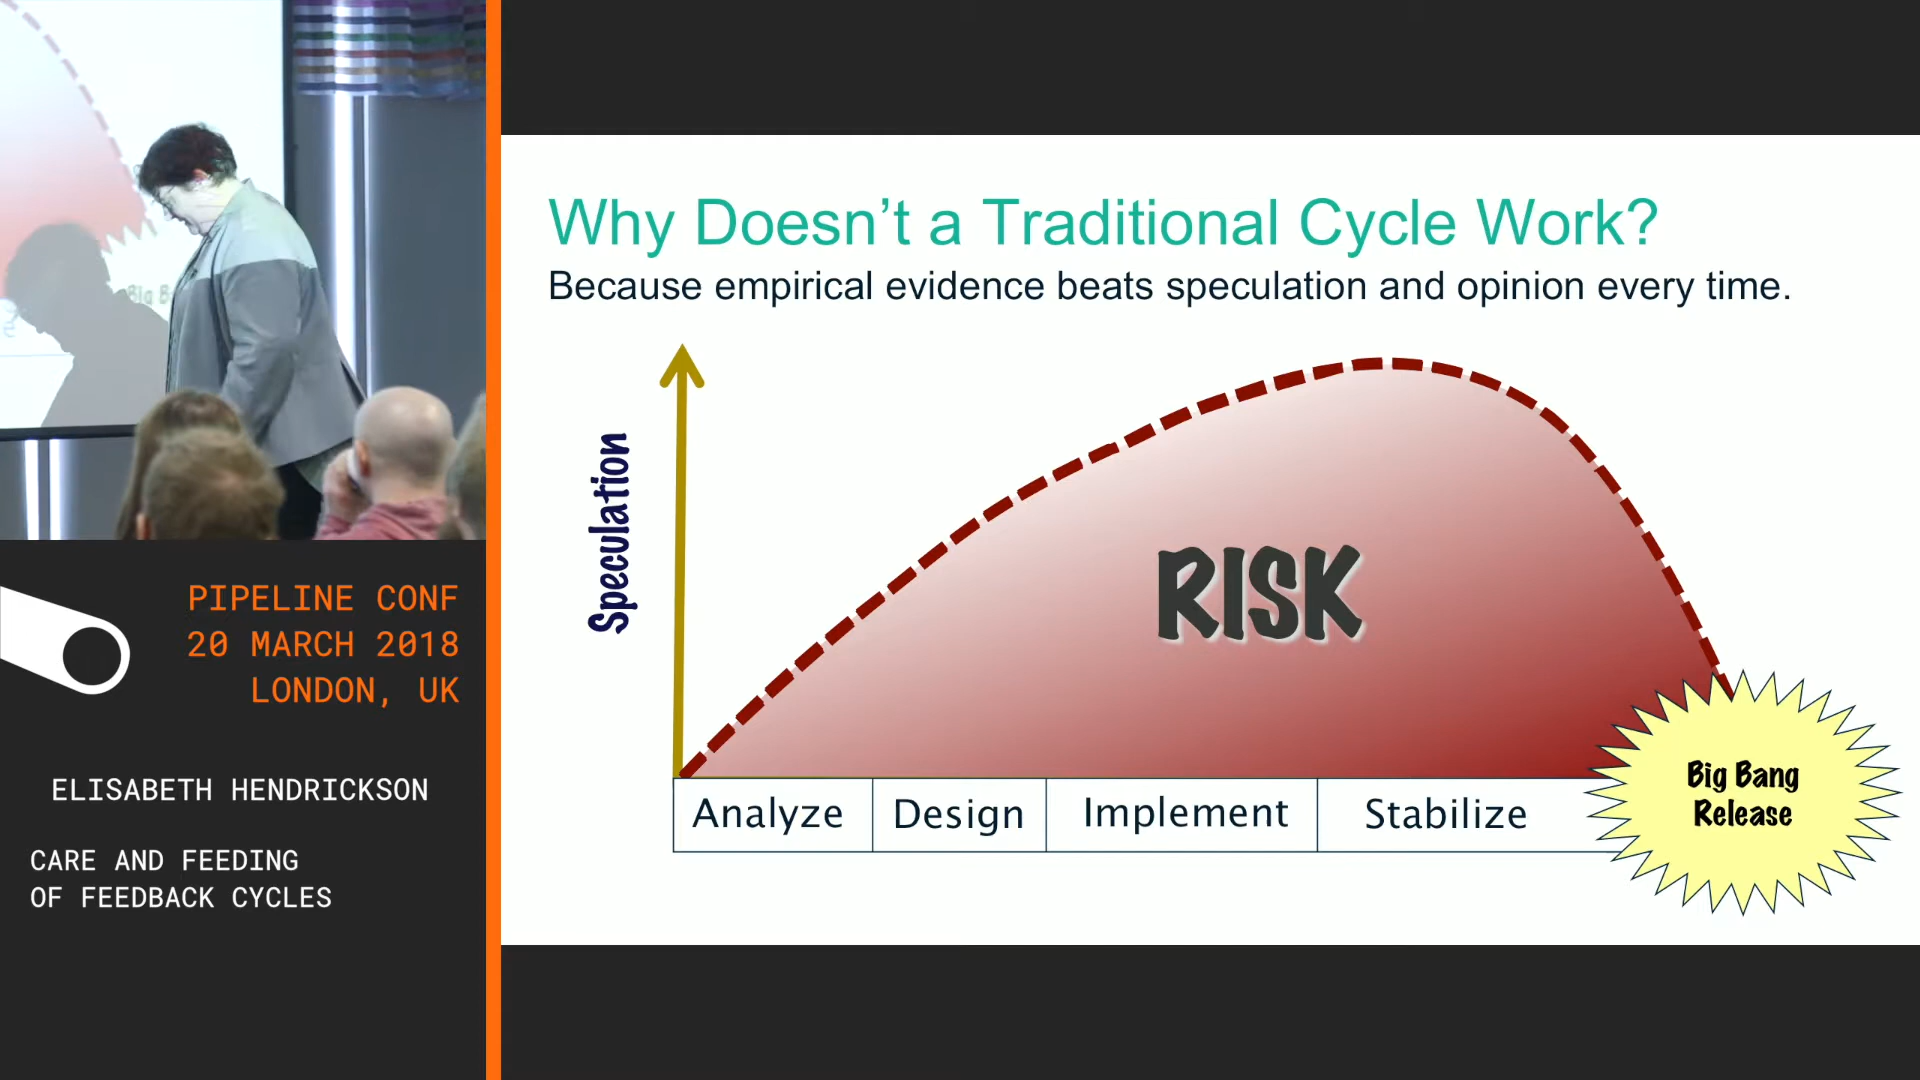 PIPELINE CONF
20 MARCH 2018
LONDON, UK
ELISABETH HENDRICKSON
CARE AND FEEDING
OF FEEDBACK CYCLES
Why Doesn’t a Traditional Cycle Work?
Because empirical evidence beats speculation and opinion every time.
Speculation
RISK
Analyze
Design
Implement
Stabilize
Big Bang
Release